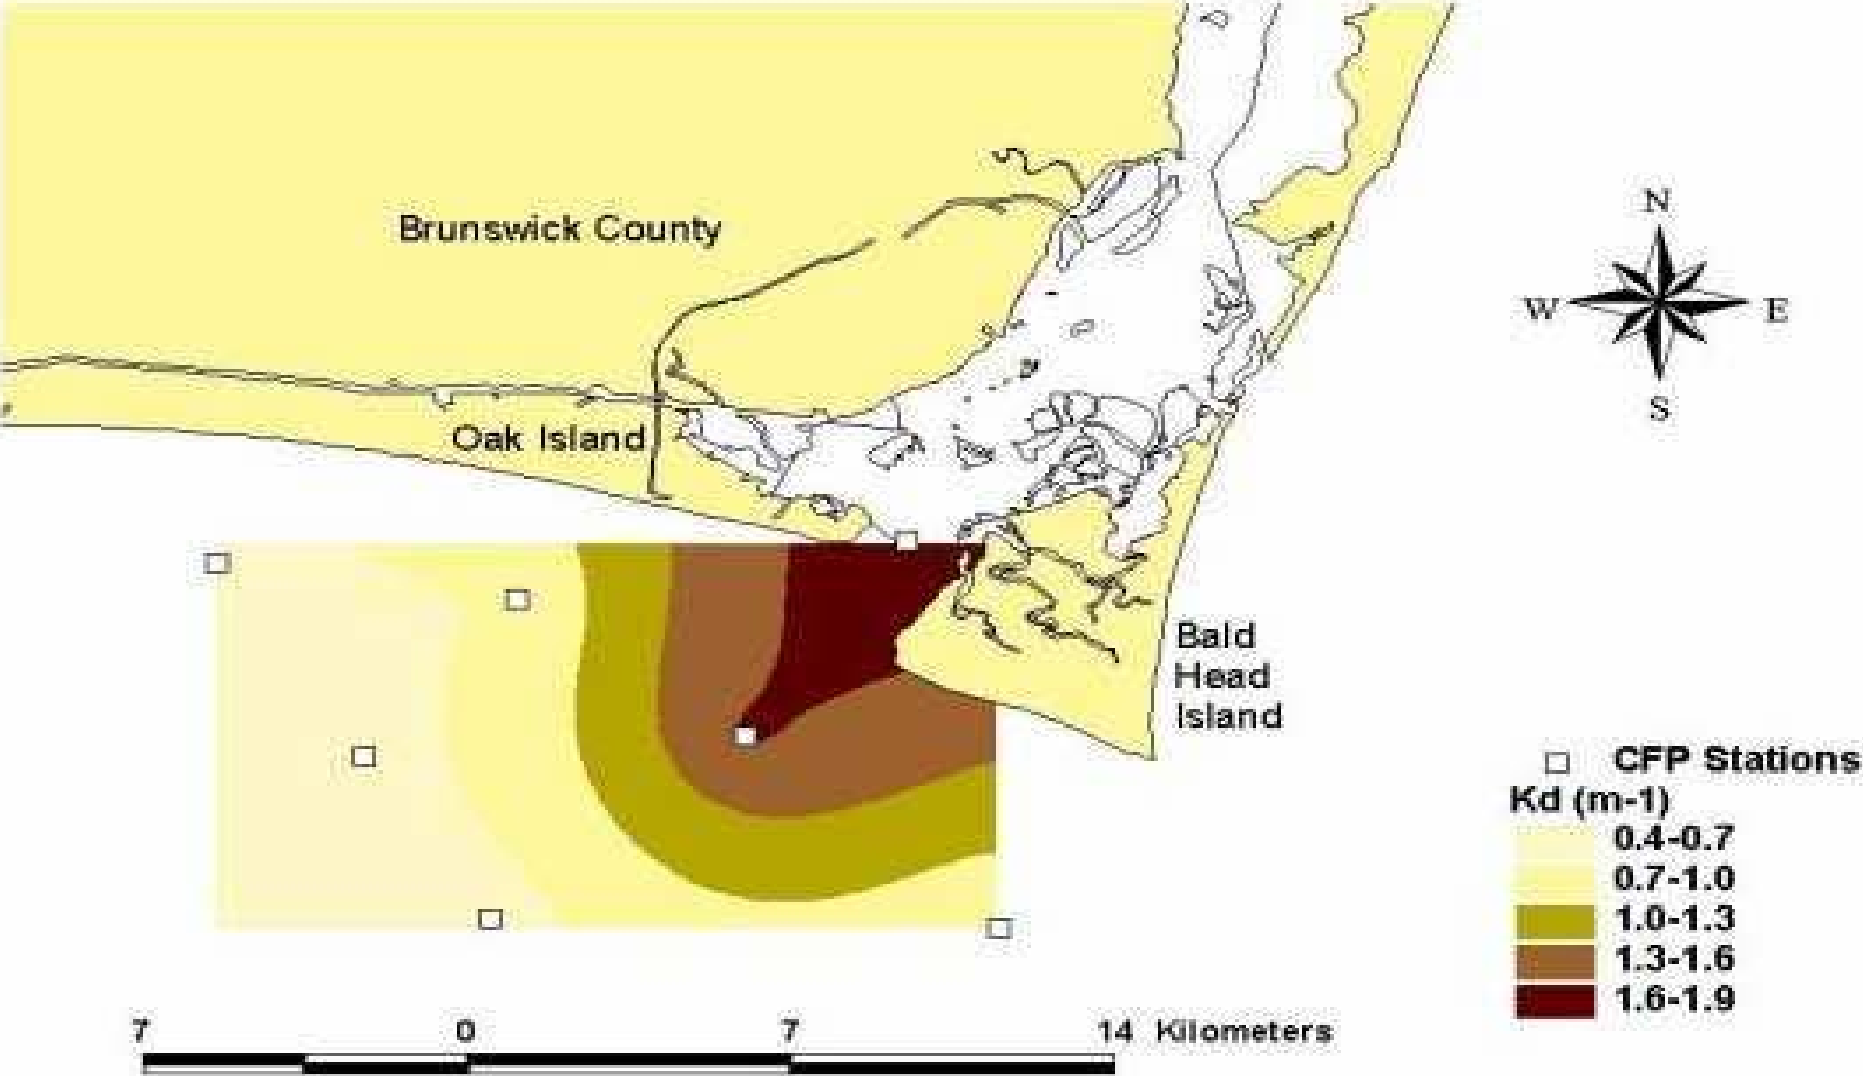 N
Brunswick County
W E
S
Oak Island
Bald
Head
Island
CFP Stations
Kd (m-1)
0.4-0.7
0.7-1.0
1.0-1.3
1.3-1.6
1.6-1.9
7 0 7 14 Kilometers